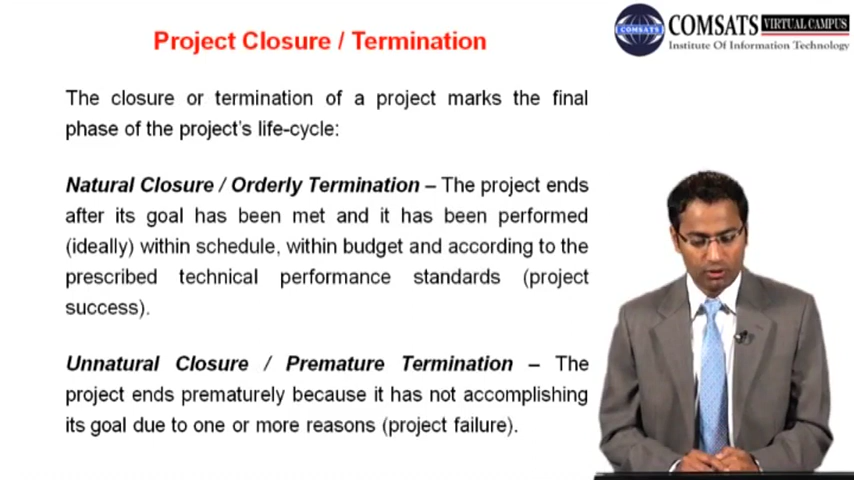 Project Closure / Termination
COMSATS VIRTUAL CAMPUS
COMSATS
Institute Of Information Technology
The closure or termination of a project marks the final
phase of the project's life-cycle:
Natural Closure / Orderly Termination – The project ends
after its goal has been met and it has been performed
(ideally) within schedule, within budget and according to the
prescribed technical performance standards (project
success).
Unnatural Closure / Premature Termination – The
project ends prematurely because it has not accomplishing
its goal due to one or more reasons (project failure).